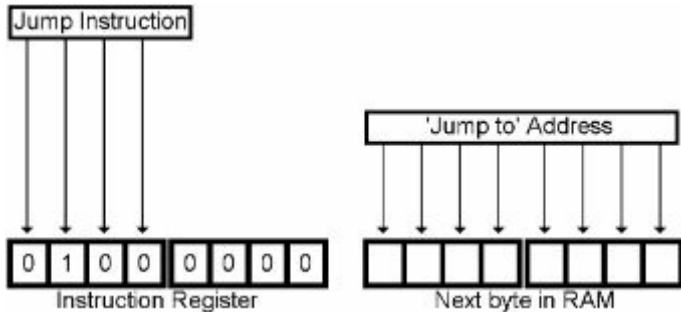 Jump Instruction
'Jump to' Address
0 1 0 0 0 0 0 0
Instruction Register
Next byte in RAM